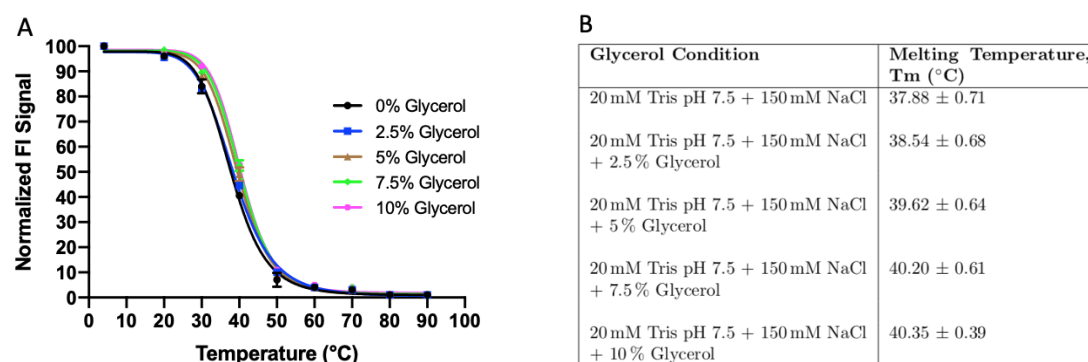 A
Normalized Fl Signal
100
90
80
70
60
50
40
30
20
10
0
0 10 20 30 40 50 60 70 80 90 100
Temperature (°C)
0% Glycerol
2.5% Glycerol
5% Glycerol
7.5% Glycerol
10% Glycerol
B
Glycerol Condition
Melting Temperature,
Tm (°C)
20 mM Tris pH 7.5 + 150 mM NaCl
37.88 ± 0.71
20 mM Tris pH 7.5 + 150 mM NaCl
+ 2.5 % Glycerol
38.54 ± 0.68
20 mM Tris pH 7.5 + 150 mM NaCl
+ 5 % Glycerol
39.62 ± 0.64
20 mM Tris pH 7.5 + 150 mM NaCl
+ 7.5 % Glycerol
40.20 ± 0.61
20 mM Tris pH 7.5 + 150 mM NaCl
+ 10 % Glycerol
40.35 ± 0.39